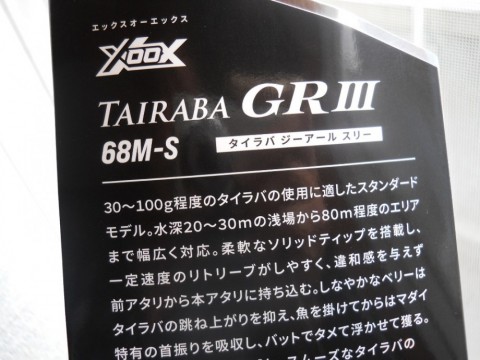 エックスオーエックス
XOOX
TAIRABA GR III
68M-S
タイラバ ジーアール スリー
30〜100g程度のタイラバの使用に適したスタンダード
モデル。水深20〜30mの浅場から80m程度のエリア
まで幅広く対応。柔軟なソリッドティップを搭載し、
一定速度のリトリーブがしやすく、違和感を与えず
前アタリから本アタリに持ち込む。しなやかなベリーは
タイラバの跳ね上がりを抑え、魚を掛けてからはマダイ
特有の首振りを吸収し、バットでタメて浮かせて獲る。
スムーズなタイラバの